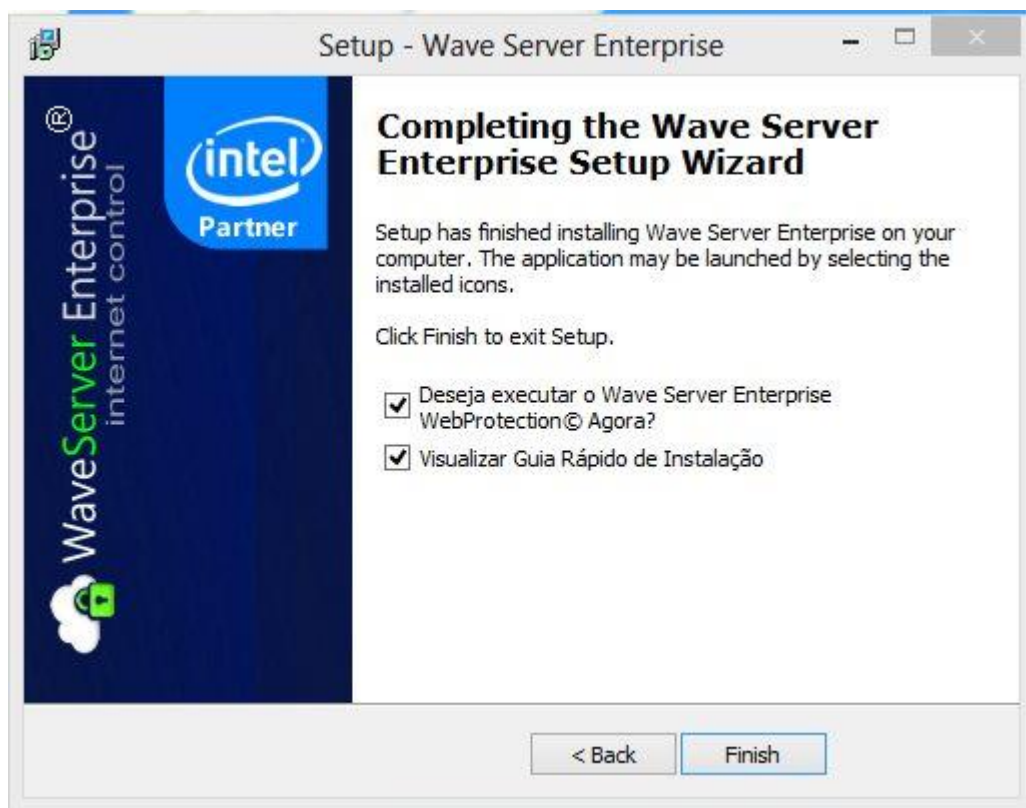 Setup - Wave Server Enterprise
WaveServer Enterprise®
internet control
intel
Partner
Completing the Wave Server
Enterprise Setup Wizard
Setup has finished installing Wave Server Enterprise on your
computer. The application may be launched by selecting the
installed icons.
Click Finish to exit Setup.
Deseja executar o Wave Server Enterprise
WebProtection© Agora?
Visualizar Guia Rápido de Instalação
< Back
Finish